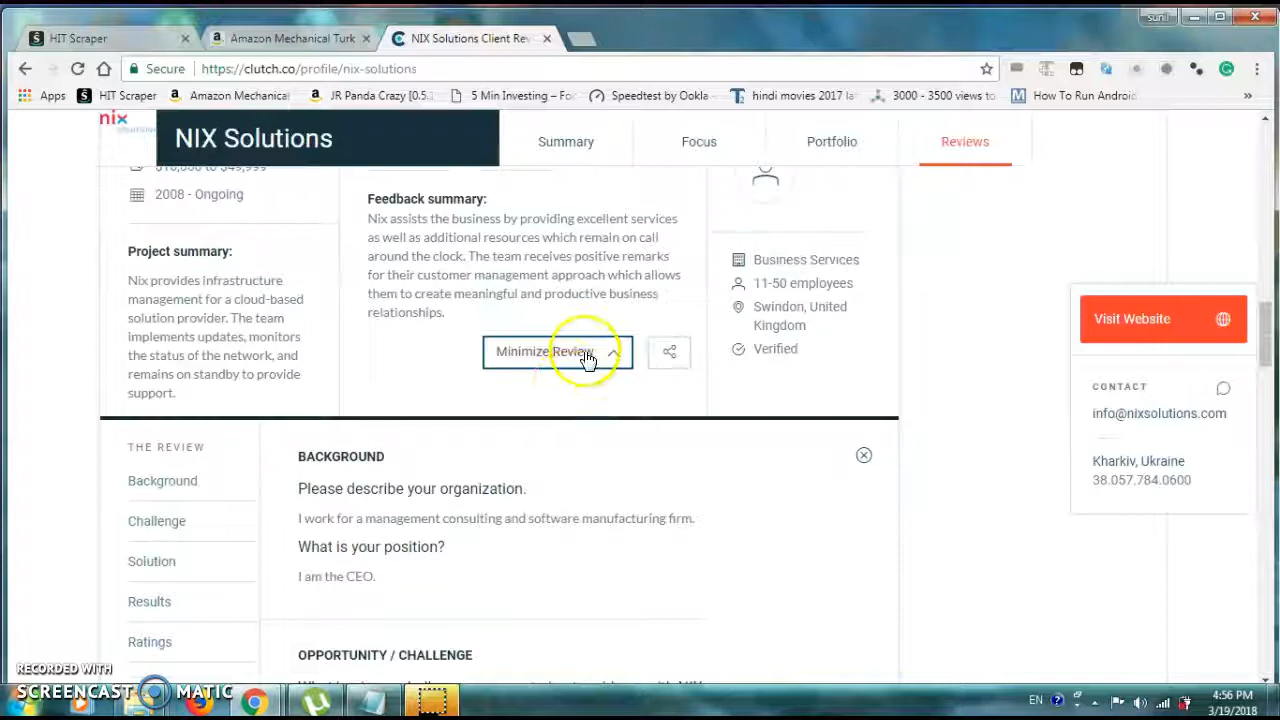 sunil
HIT Scraper
Amazon Mechanical Turk
NIX Solutions Client Rev
Secure
https://clutch.co/profile/nix-solutions
Apps
HIT Scraper
Amazon Mechanical
JR Panda Crazy [0.5.
5 Min Investing – Fo
Speedtest by Ookla –
hindi movies 2017 la
3000 - 3500 views to
How To Run Android
»
nix
NIX Solutions
Summary
Focus
Portfolio
Reviews
$10,000 to $49,999
2008 - Ongoing
Project summary:
Nix provides infrastructure
management for a cloud-based
solution provider. The team
implements updates, monitors
the status of the network, and
remains on standby to provide
support.
Feedback summary:
Nix assists the business by providing excellent services
as well as additional resources which remain on call
around the clock. The team receives positive remarks
for their customer management approach which allows
them to create meaningful and productive business
relationships.
Minimize Review
Business Services
11-50 employees
Swindon, United
Kingdom
Verified
Visit Website
CONTACT
info@nixsolutions.com
Kharkiv, Ukraine
38.057.784.0600
THE REVIEW
Background
Challenge
Solution
Results
Ratings
BACKGROUND
Please describe your organization.
I work for a management consulting and software manufacturing firm.
What is your position?
I am the CEO.
OPPORTUNITY / CHALLENGE
RECORDED WITH
SCREENCAST MATIC
EN
4:56 PM
3/19/2018